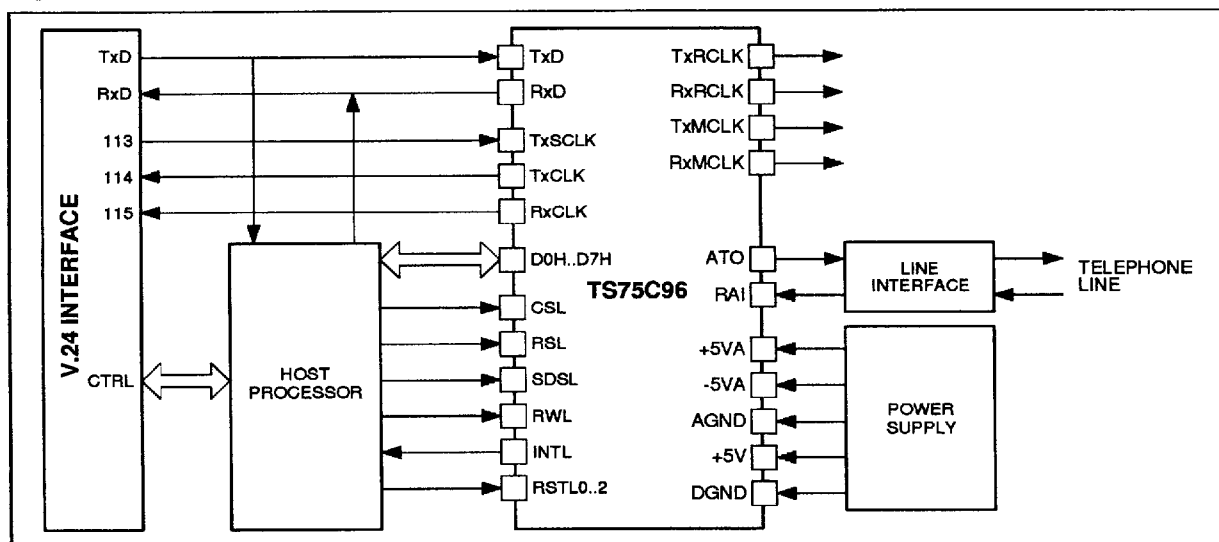 V.24 INTERFACE
TxD
RxD
113
114
115
CTRL
HOST
PROCESSOR
TS75C96
TxD
RxD
TxSCLK
TxCLK
RxCLK
D0H..D7H
CSL
RSL
SDSL
RWL
INTL
RSTL0..2
TxRCLK
RxRCLK
TxMCLK
RxMCLK
ATO
RAI
+5VA
-5VA
AGND
+5V
DGND
LINE
INTERFACE
TELEPHONE
LINE
POWER
SUPPLY